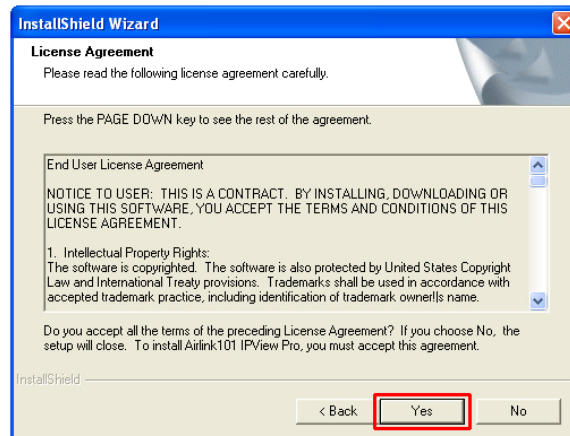 InstallShield Wizard
License Agreement
Please read the following license agreement carefully.
Press the PAGE DOWN key to see the rest of the agreement.
End User License Agreement
NOTICE TO USER: THIS IS A CONTRACT. BY INSTALLING, DOWNLOADING OR
USING THIS SOFTWARE, YOU ACCEPT THE TERMS AND CONDITIONS OF THIS
LICENSE AGREEMENT.
1. Intellectual Property Rights:
The software is copyrighted. The software is also protected by United States Copyright
Law and International Treaty provisions. Trademarks shall be used in accordance with
accepted trademark practice, including identification of trademark owner!|s name.
Do you accept all the terms of the preceding License Agreement? If you choose No, the
setup will close. To install Airlink101 IPView Pro, you must accept this agreement.
InstallShield
< Back
Yes
No